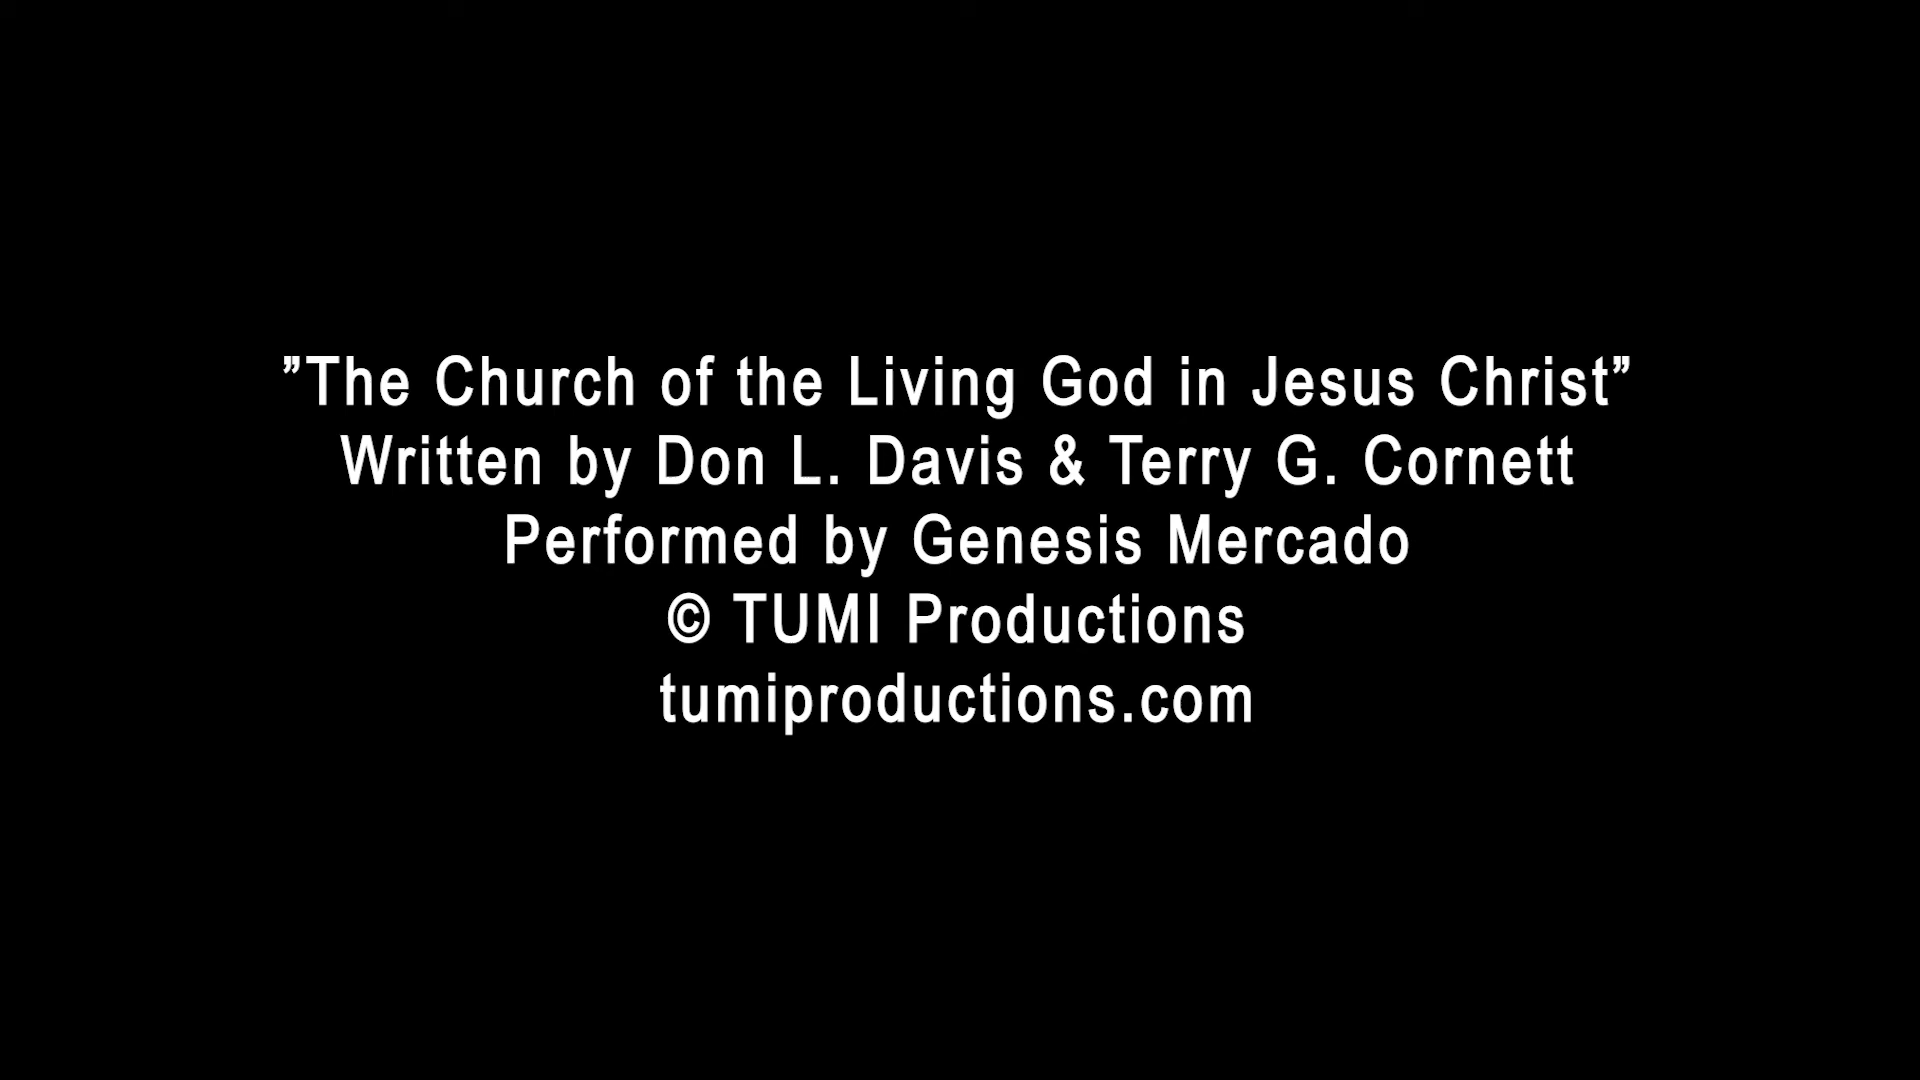 ”The Church of the Living God in Jesus Christ”
Written by Don L. Davis & Terry G. Cornett
Performed by Genesis Mercado
© TUMI Productions
tumiproductions.com